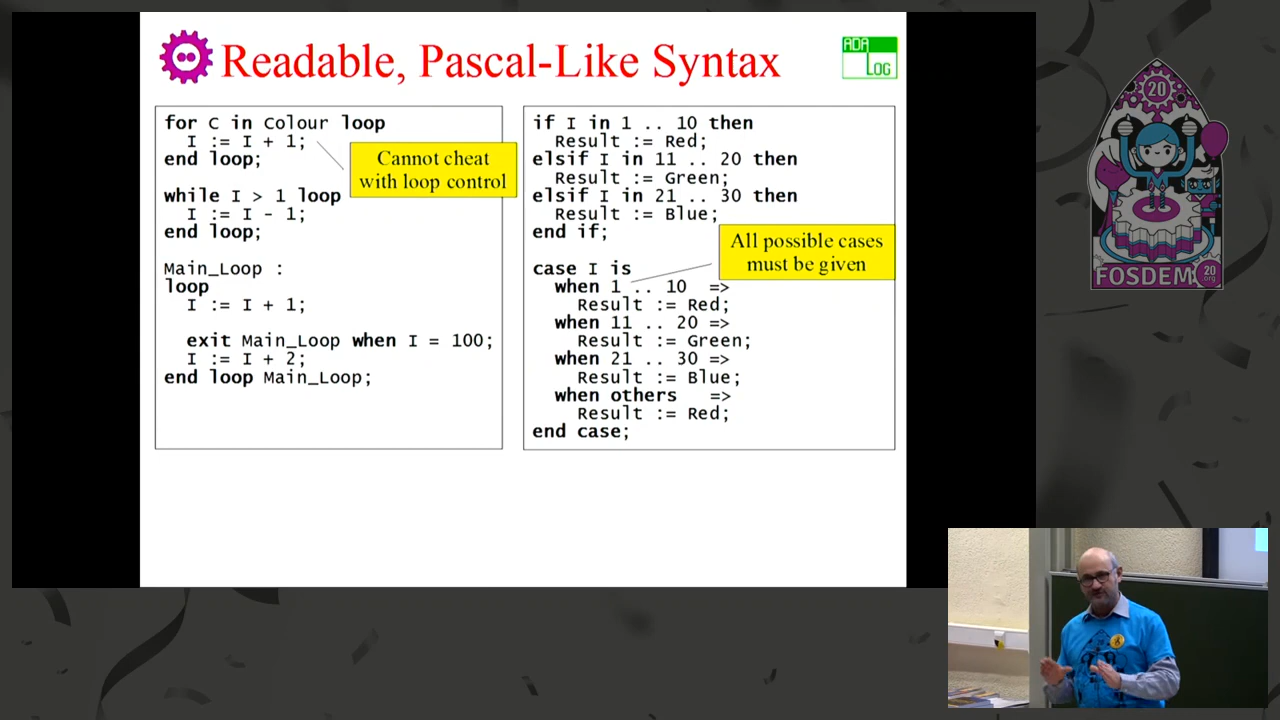 Readable, Pascal-Like Syntax
ADA
LOG
for C in Colour loop
I := I + 1;
end loop;
while I > 1 loop
I := I - 1;
end loop;
Main_Loop :
loop
I := I + 1;
exit Main_Loop when I = 100;
I := I + 2;
end loop Main_Loop;
Cannot cheat
with loop control
if I in 1 .. 10 then
Result := Red;
elsif I in 11 .. 20 then
Result := Green;
elsif I in 21 .. 30 then
Result := Blue;
end if;
case I is
when 1 .. 10 =>
Result := Red;
when 11 .. 20 =>
Result := Green;
when 21 .. 30 =>
Result := Blue;
when others =>
Result := Red;
end case;
All possible cases
must be given
20
FOSDEM
20
.org